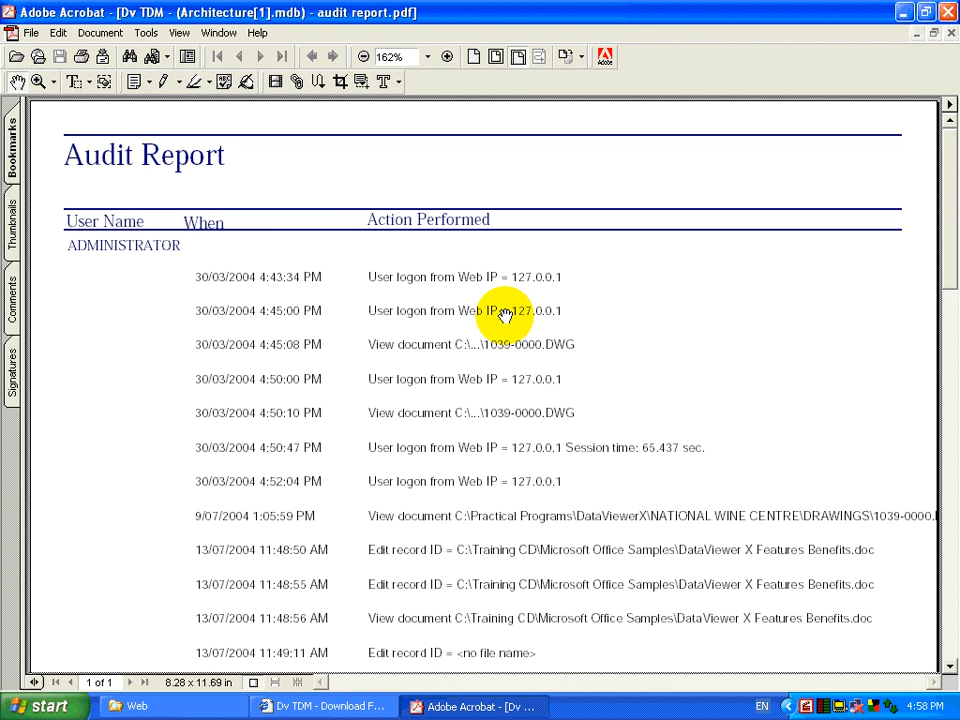 Adobe Acrobat - [Dv TDM - (Architecture[1].mdb) - audit report.pdf]
File Edit Document Tools View Window Help
162%
Bookmarks
Thumbnails
Comments
Signatures
Audit Report
User Name When Action Performed
ADMINISTRATOR
30/03/2004 4:43:34 PM User logon from Web IP = 127.0.0.1
30/03/2004 4:45:00 PM User logon from Web IP = 127.0.0.1
30/03/2004 4:45:08 PM View document C:\...\1039-0000.DWG
30/03/2004 4:50:00 PM User logon from Web IP = 127.0.0.1
30/03/2004 4:50:10 PM View document C:\...\1039-0000.DWG
30/03/2004 4:50:47 PM User logon from Web IP = 127.0.0.1 Session time: 65.437 sec.
30/03/2004 4:52:04 PM User logon from Web IP = 127.0.0.1
9/07/2004 1:05:59 PM View document C:\Practical Programs\DataViewerX\NATIONAL WINE CENTRE\DRAWINGS\1039-0000.
13/07/2004 11:48:50 AM Edit record ID = C:\Training CD\Microsoft Office Samples\DataViewer X Features Benefits.doc
13/07/2004 11:48:55 AM Edit record ID = C:\Training CD\Microsoft Office Samples\DataViewer X Features Benefits.doc
13/07/2004 11:48:56 AM View document C:\Training CD\Microsoft Office Samples\DataViewer X Features Benefits.doc
13/07/2004 11:49:11 AM Edit record ID = <no file name>
1 of 1 8.28 x 11.69 in
start Web Dv TDM - Download F... Adobe Acrobat - [Dv ... EN 4:58 PM